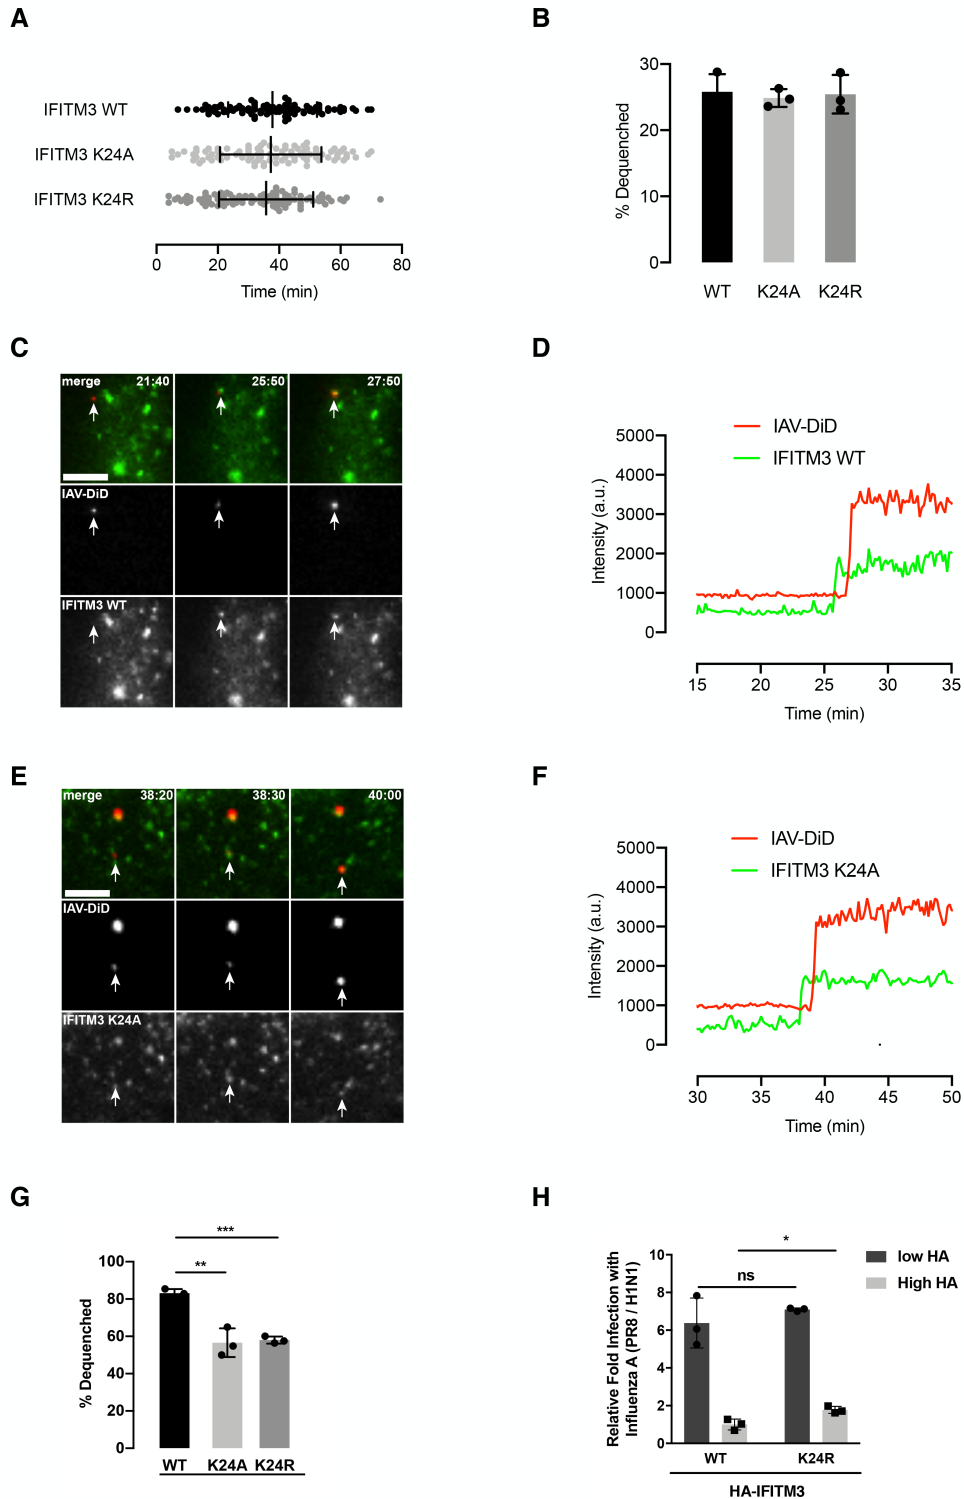 A
IFITM3 WT
IFITM3 K24A
IFITM3 K24R
0 20 40 60 80
Time (min)
B
% Dequenched
30
20
10
0
WT K24A K24R
C
merge 21:40 25:50 27:50
IAV-DiD
IFITM3 WT
D
IAV-DiD
IFITM3 WT
Intensity (a.u.)
5000
4000
3000
2000
1000
0
15 20 25 30 35
Time (min)
E
merge 38:20 38:30 40:00
IAV-DiD
IFITM3 K24A
F
IAV-DiD
IFITM3 K24A
Intensity (a.u.)
5000
4000
3000
2000
1000
0
30 35 40 45 50
Time (min)
G
***
**
% Dequenched
100
80
60
40
20
0
WT K24A K24R
H
*
ns
low HA
High HA
Relative Fold Infection with
Influenza A (PR8 / H1N1)
10
8
6
4
2
0
WT K24R
HA-IFITM3